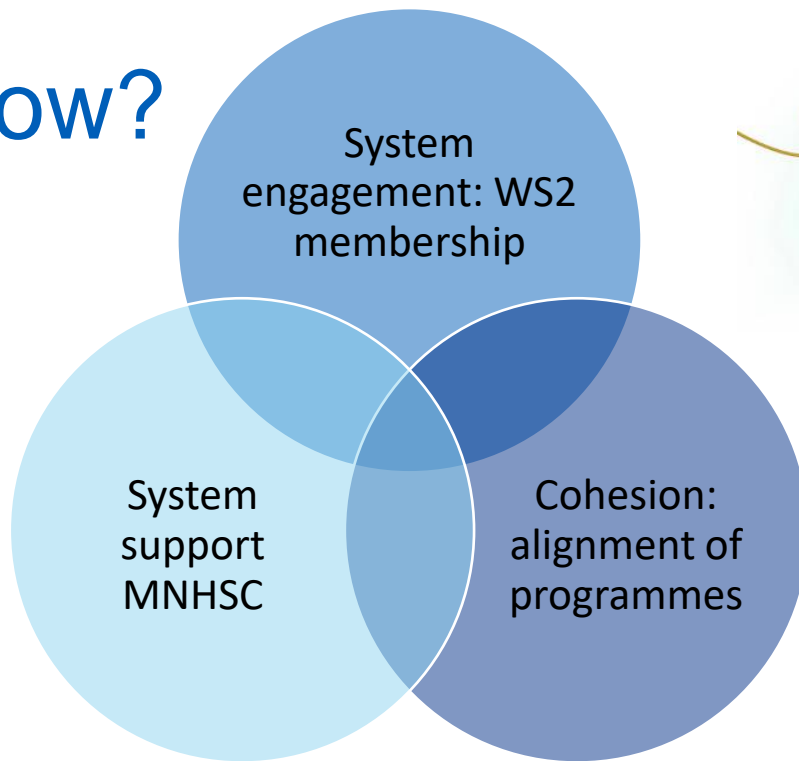 ow?
System
engagement: WS2
membership
System
support
MNHSC
Cohesion:
alignment of
programmes